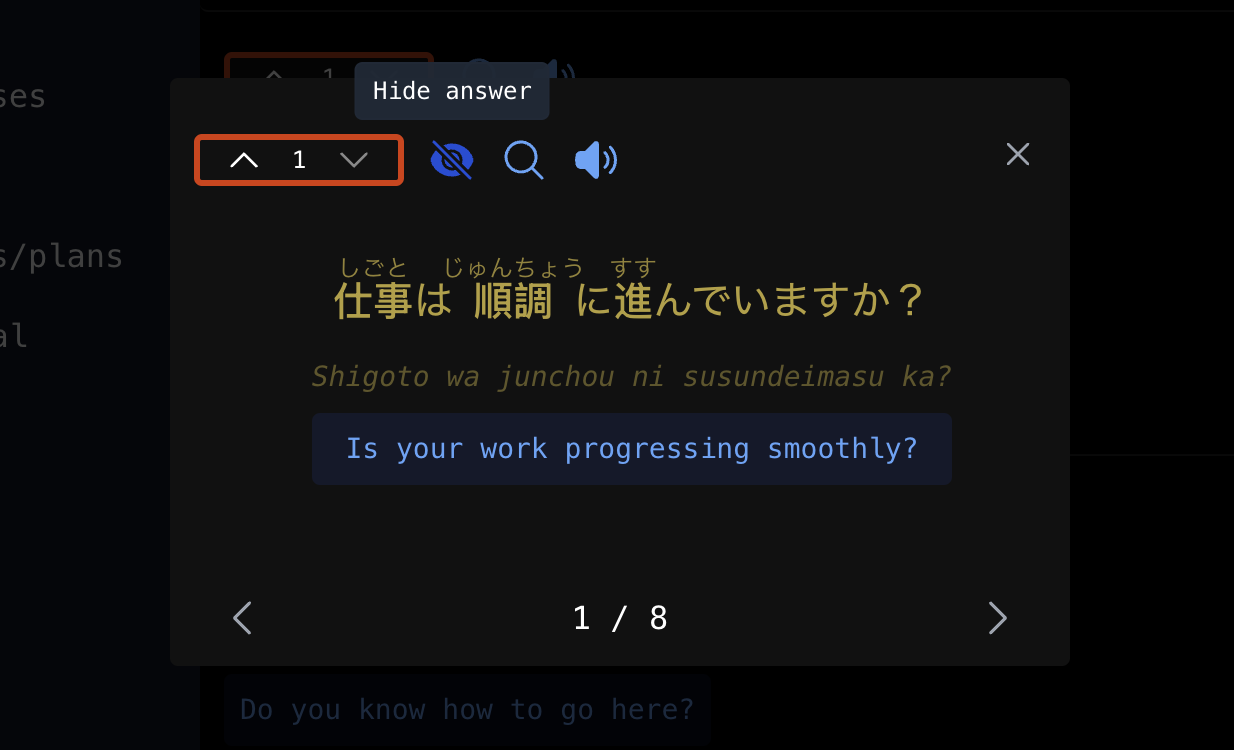 1
Hide answer
ses
1
s/plans
しごと じゅんちょう すす
仕事は 順調 に進んでいますか？
al
Shigoto wa junchou ni susundeimasu ka?
Is your work progressing smoothly?
1 / 8
Do you know how to go here?